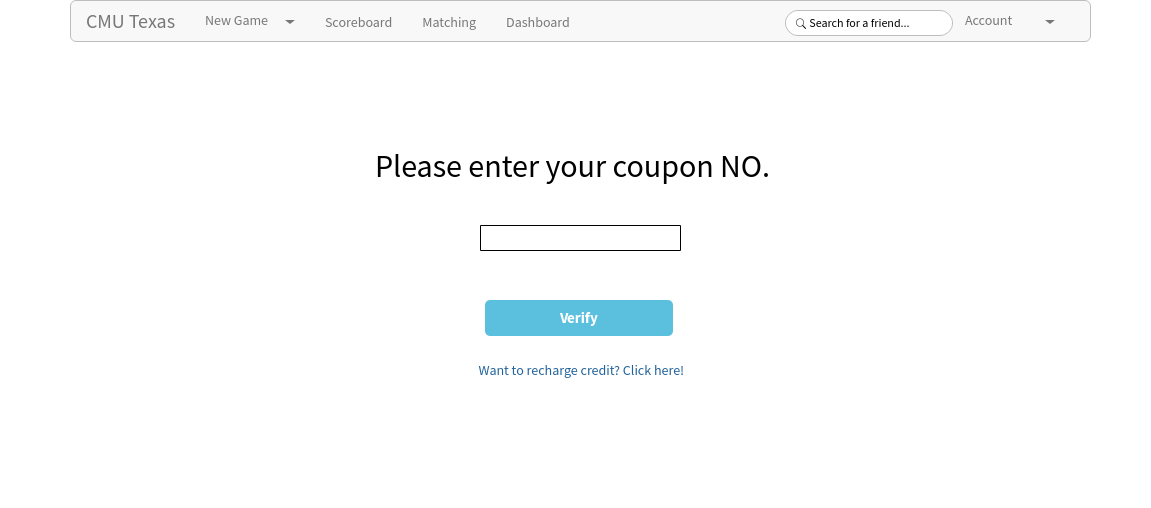 CMU Texas New Game Scoreboard Matching Dashboard Search for a friend... Account
Please enter your coupon NO.
Verify
Want to recharge credit? Click here!